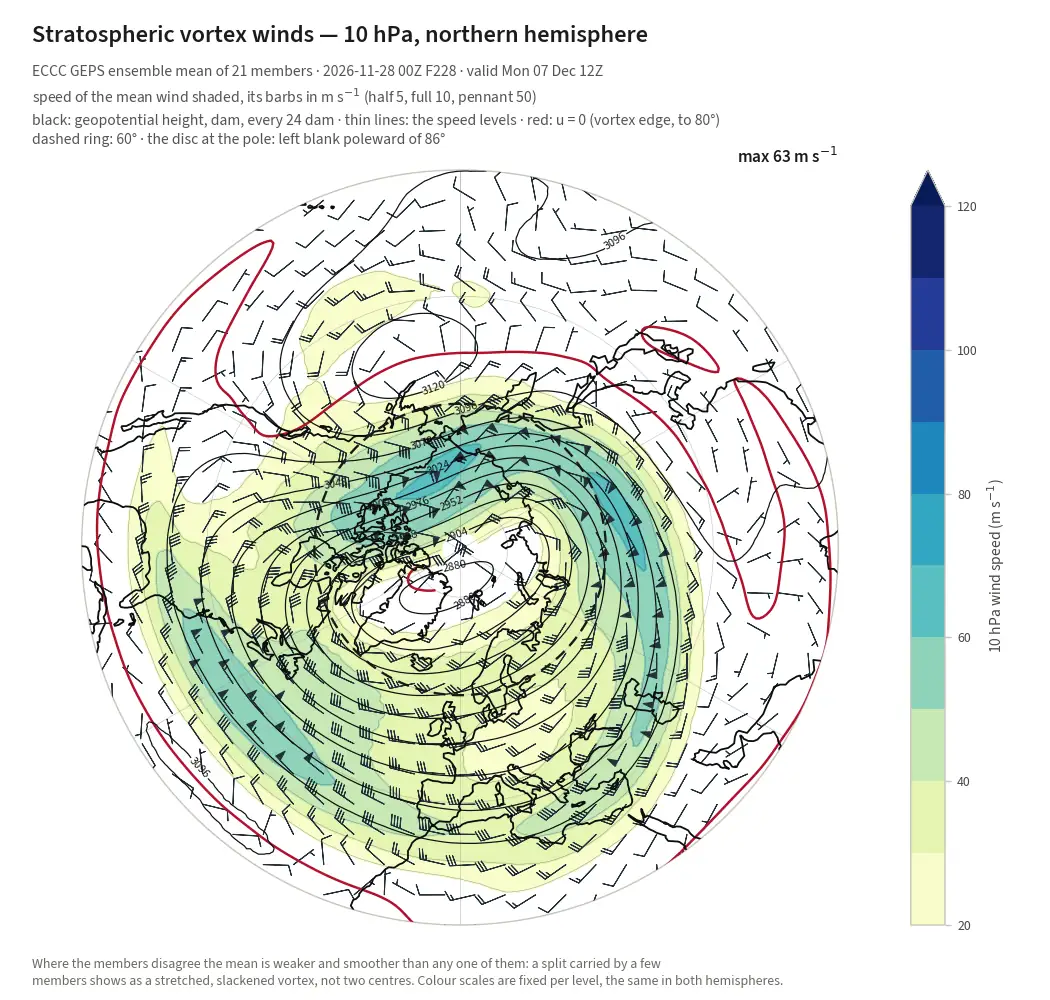 Stratospheric vortex winds — 10 hPa, northern hemisphere
ECCC GEPS ensemble mean of 21 members · 2026-11-28 00Z F228 · valid Mon 07 Dec 12Z
speed of the mean wind shaded, its barbs in m s⁻¹ (half 5, full 10, pennant 50)
black: geopotential height, dam, every 24 dam · thin lines: the speed levels · red: u = 0 (vortex edge, to 80°)
dashed ring: 60° · the disc at the pole: left blank poleward of 86°
max 63 m s⁻¹
120
100
80
60
40
20
10 hPa wind speed (m s⁻¹)
3096
3120
3024
2976
2952
2904
2880
3096
Where the members disagree the mean is weaker and smoother than any one of them: a split carried by a few
members shows as a stretched, slackened vortex, not two centres. Colour scales are fixed per level, the same in both hemispheres.